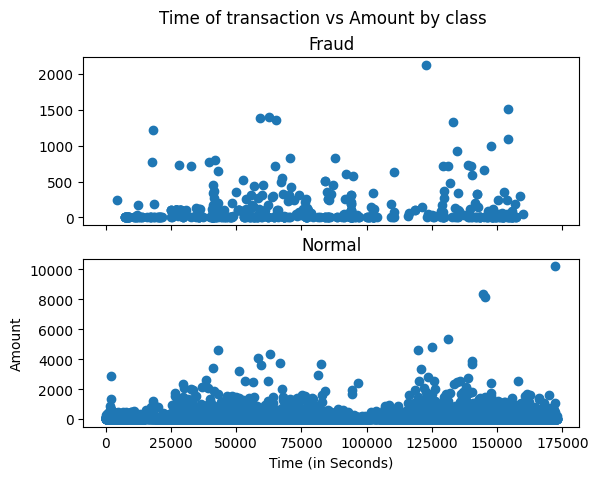 Time of transaction vs Amount by class
Fraud
2000
1500
1000
500
0
Normal
10000
8000
6000
4000
2000
0
Amount
0 25000 50000 75000 100000 125000 150000 175000
Time (in Seconds)